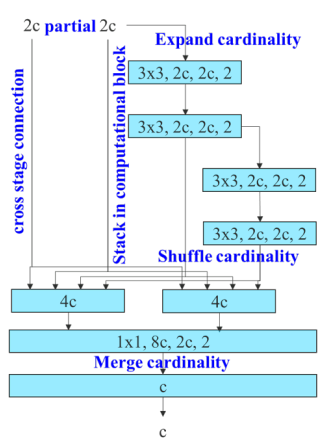 2c partial 2c
Expand cardinality
3x3, 2c, 2c, 2
3x3, 2c, 2c, 2
cross stage connection
Stack in computational block
3x3, 2c, 2c, 2
3x3, 2c, 2c, 2
Shuffle cardinality
4c 4c
1x1, 8c, 2c, 2
Merge cardinality
c
c